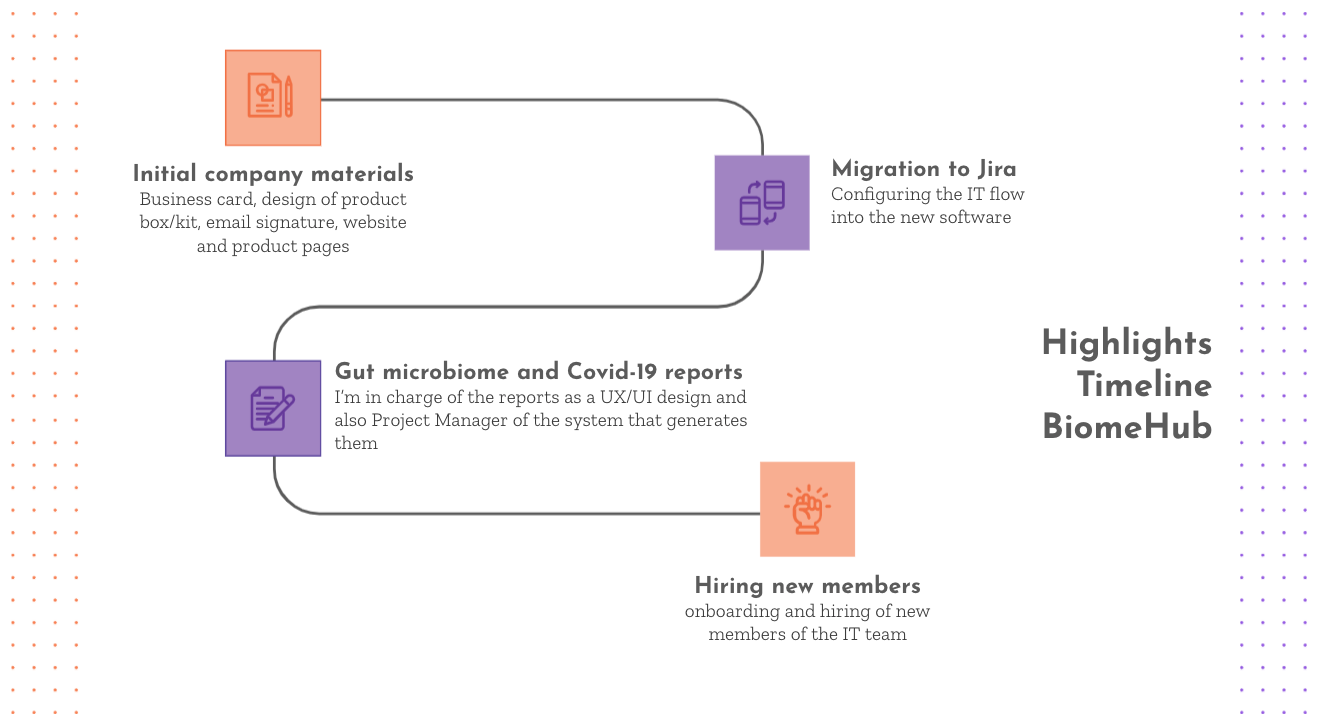 Initial company materials
Business card, design of product
box/kit, email signature, website
and product pages
Migration to Jira
Configuring the IT flow
into the new software
Gut microbiome and Covid-19 reports
I'm in charge of the reports as a UX/UI design and
also Project Manager of the system that generates
them
Hiring new members
onboarding and hiring of new
members of the IT team
Highlights
Timeline
BiomeHub